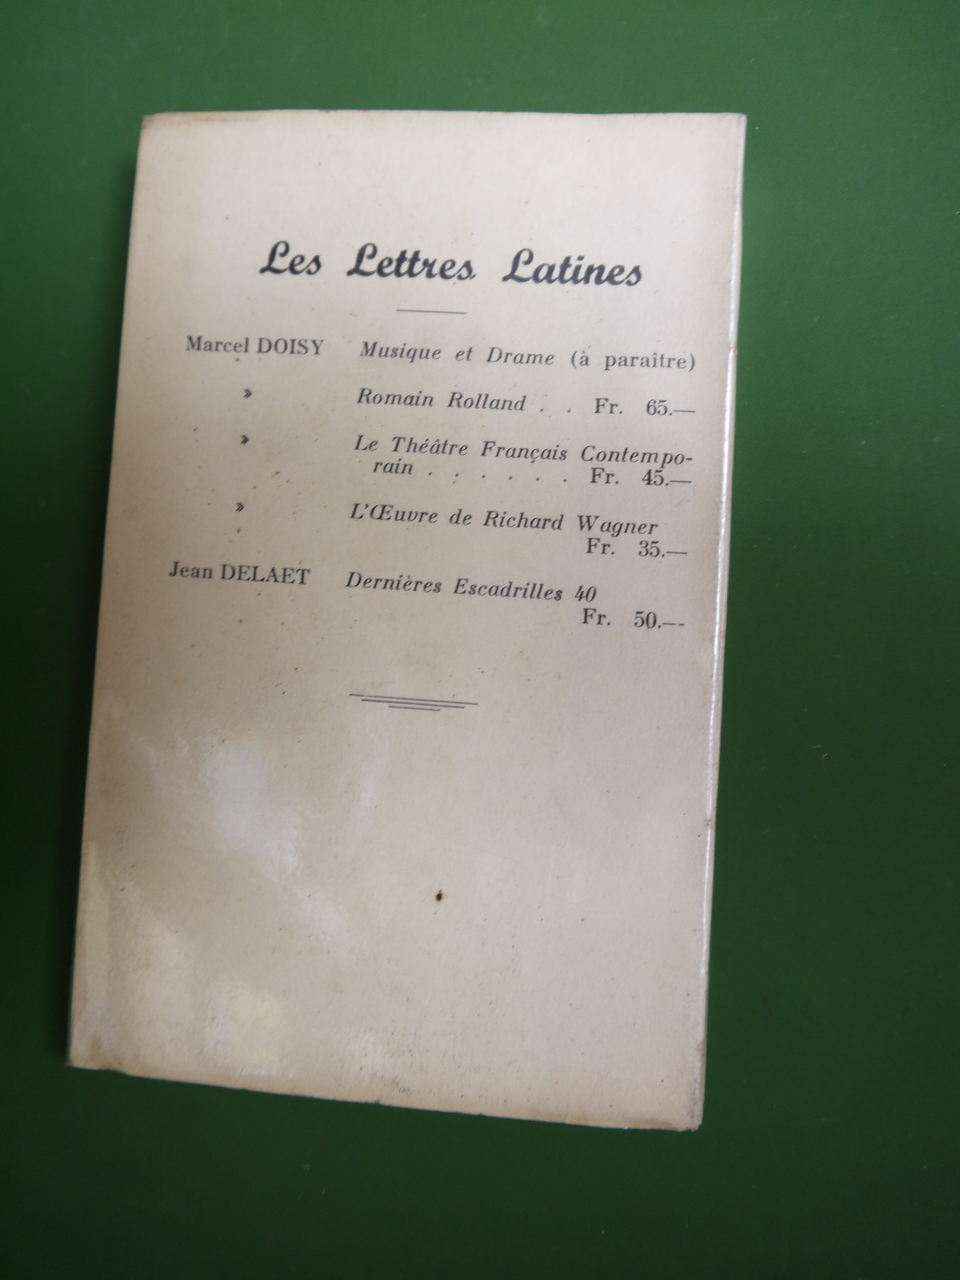 Les Lettres Latines
Marcel DOISY Musique et Drame (à paraître)
» Romain Rolland . . Fr. 65.—
» Le Théâtre Français Contempo-
rain . . . . . . Fr. 45.—
» L'Œuvre de Richard Wagner
Fr. 35.—
Jean DELAET Dernières Escadrilles 40
Fr. 50.—